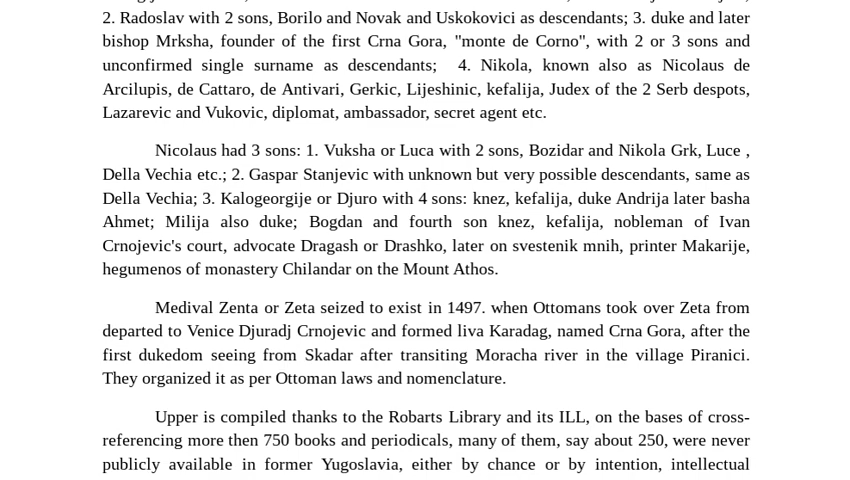 2. Radoslav with 2 sons, Borilo and Novak and Uskokovici as descendants; 3. duke and later
bishop Mrksha, founder of the first Crna Gora, "monte de Corno", with 2 or 3 sons and
unconfirmed single surname as descendants;  4. Nikola, known also as Nicolaus de
Arcilupis, de Cattaro, de Antivari, Gerkic, Lijeshinic, kefalija, Judex of the 2 Serb despots,
Lazarevic and Vukovic, diplomat, ambassador, secret agent etc.
Nicolaus had 3 sons: 1. Vuksha or Luca with 2 sons, Bozidar and Nikola Grk, Luce ,
Della Vechia etc.; 2. Gaspar Stanjevic with unknown but very possible descendants, same as
Della Vechia; 3. Kalogeorgije or Djuro with 4 sons: knez, kefalija, duke Andrija later basha
Ahmet; Milija also duke; Bogdan and fourth son knez, kefalija, nobleman of Ivan
Crnojevic's court, advocate Dragash or Drashko, later on svestenik mnih, printer Makarije,
hegumenos of monastery Chilandar on the Mount Athos.
Medival Zenta or Zeta seized to exist in 1497. when Ottomans took over Zeta from
departed to Venice Djuradj Crnojevic and formed liva Karadag, named Crna Gora, after the
first dukedom seeing from Skadar after transiting Moracha river in the village Piranici.
They organized it as per Ottoman laws and nomenclature.
Upper is compiled thanks to the Robarts Library and its ILL, on the bases of cross-
referencing more then 750 books and periodicals, many of them, say about 250, were never
publicly available in former Yugoslavia, either by chance or by intention, intellectual